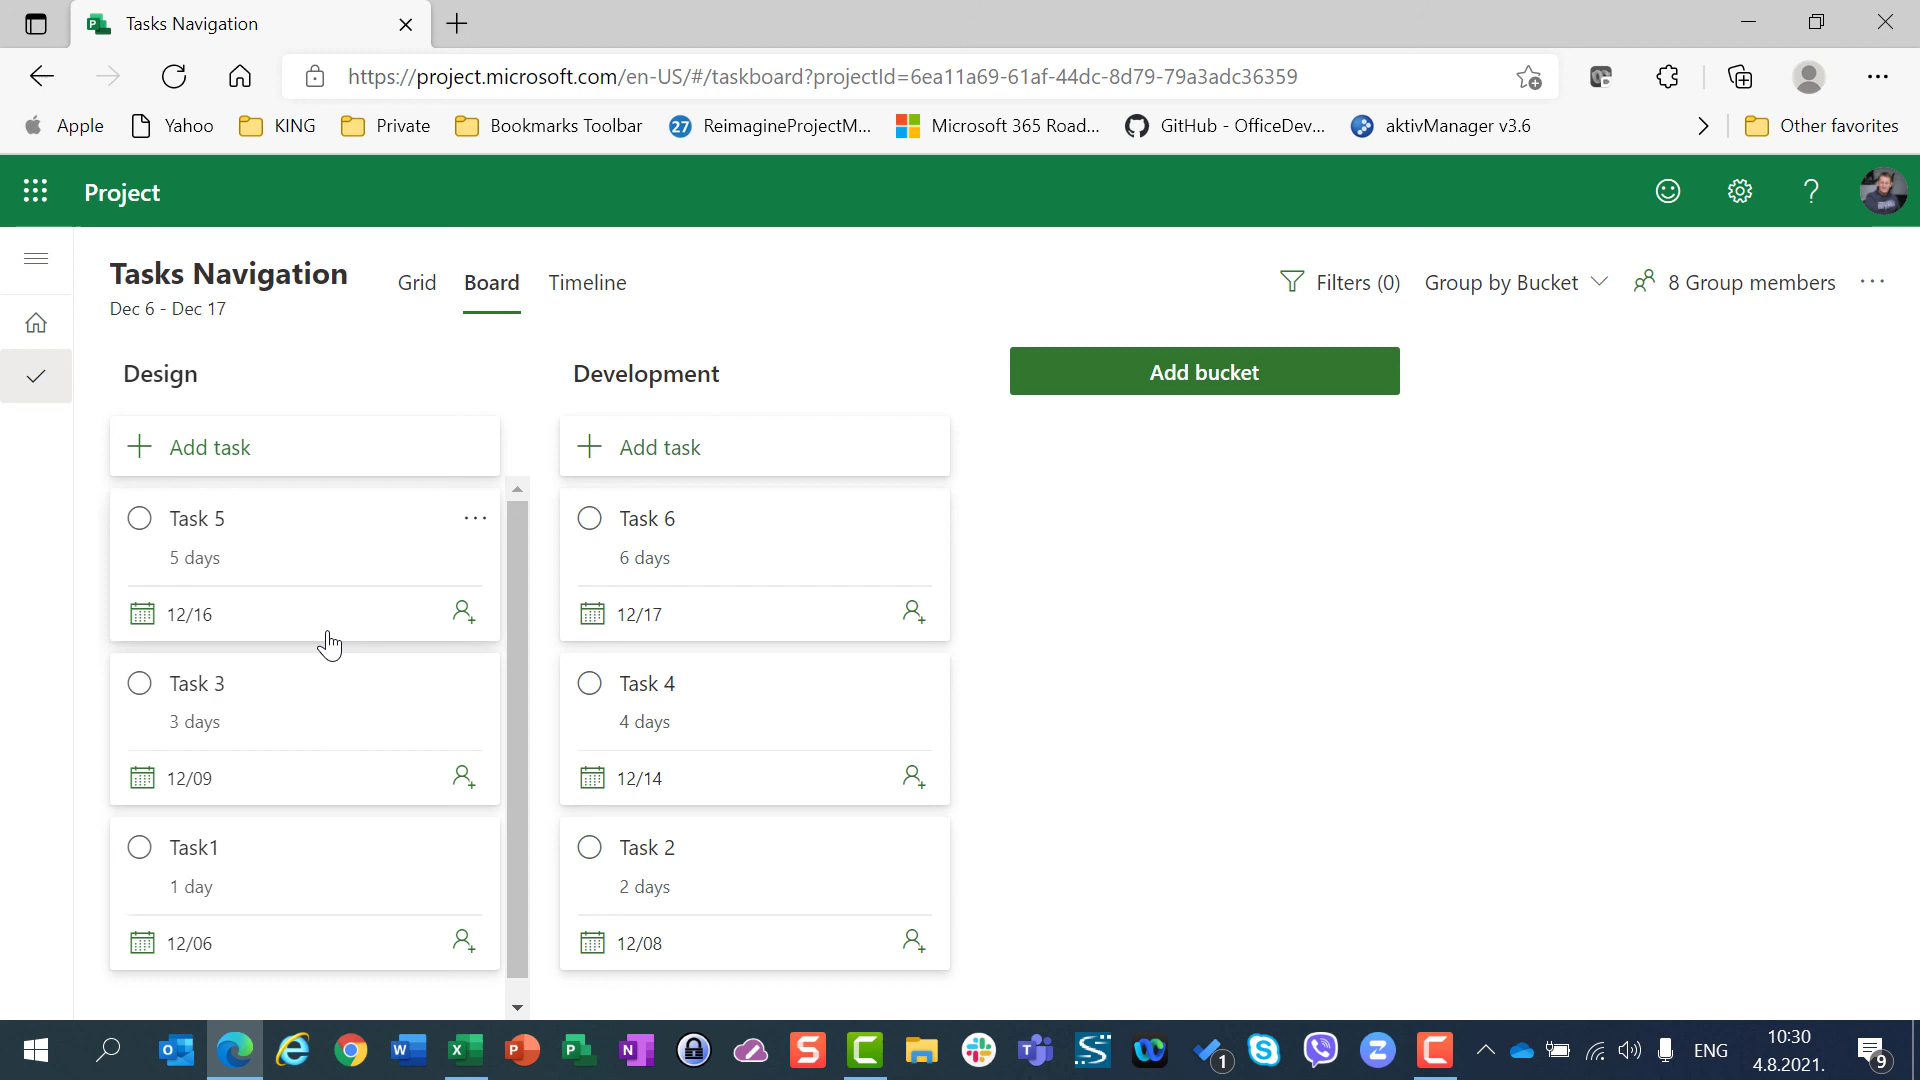 Tasks Navigation
https://project.microsoft.com/en-US/#/taskboard?projectId=6ea11a69-61af-44dc-8d79-79a3adc36359
Apple Yahoo KING Private Bookmarks Toolbar 27 ReimagineProjectM... Microsoft 365 Road... GitHub - OfficeDev... aktivManager v3.6 Other favorites
Project
Tasks Navigation Grid Board Timeline Filters (0) Group by Bucket 8 Group members
Dec 6 - Dec 17
Design Development Add bucket
Add task Add task
Task 5 Task 6
5 days 6 days
12/16 12/17
Task 3 Task 4
3 days 4 days
12/09 12/14
Task1 Task 2
1 day 2 days
12/06 12/08
10:30
ENG
4.8.2021.
1
9